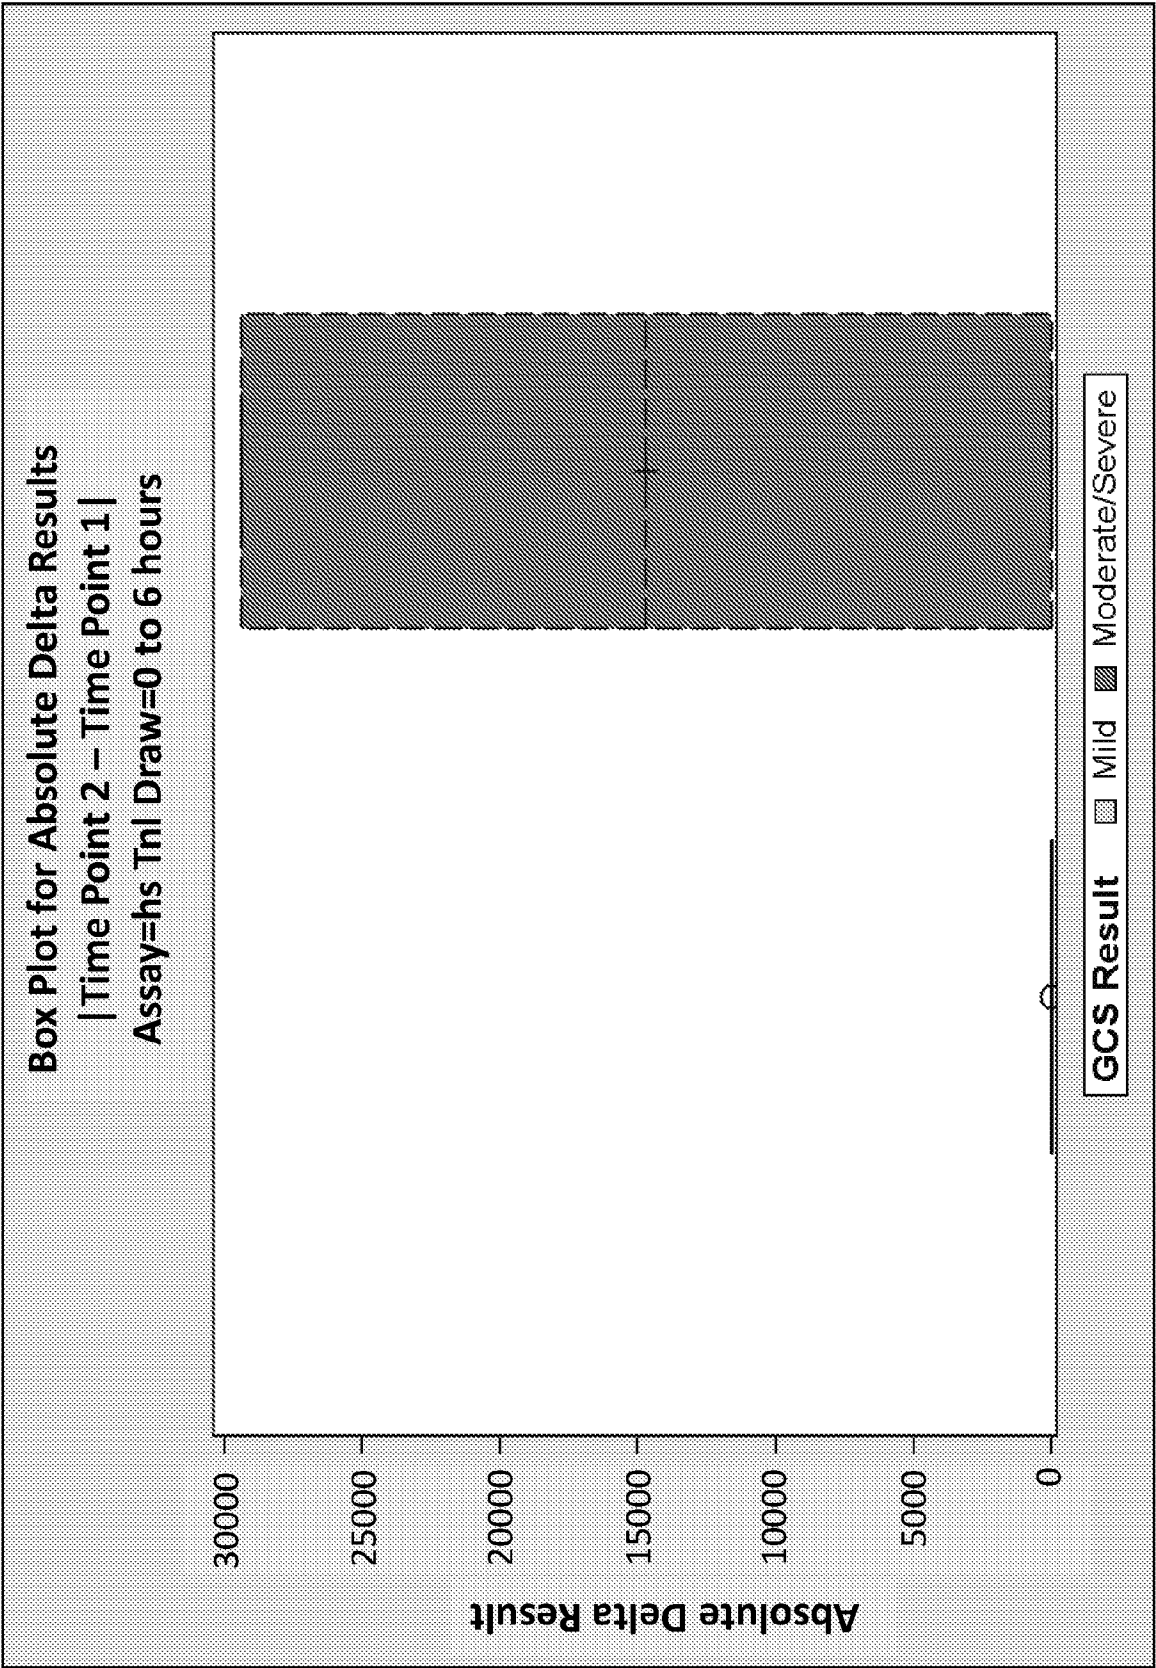 Box Plot for Absolute Delta Results
|Time Point 2 – Time Point 1|
Assay=hs TnI Draw=0 to 6 hours
Absolute Delta Result
30000
25000
20000
15000
10000
5000
0
GCS Result Mild Moderate/Severe